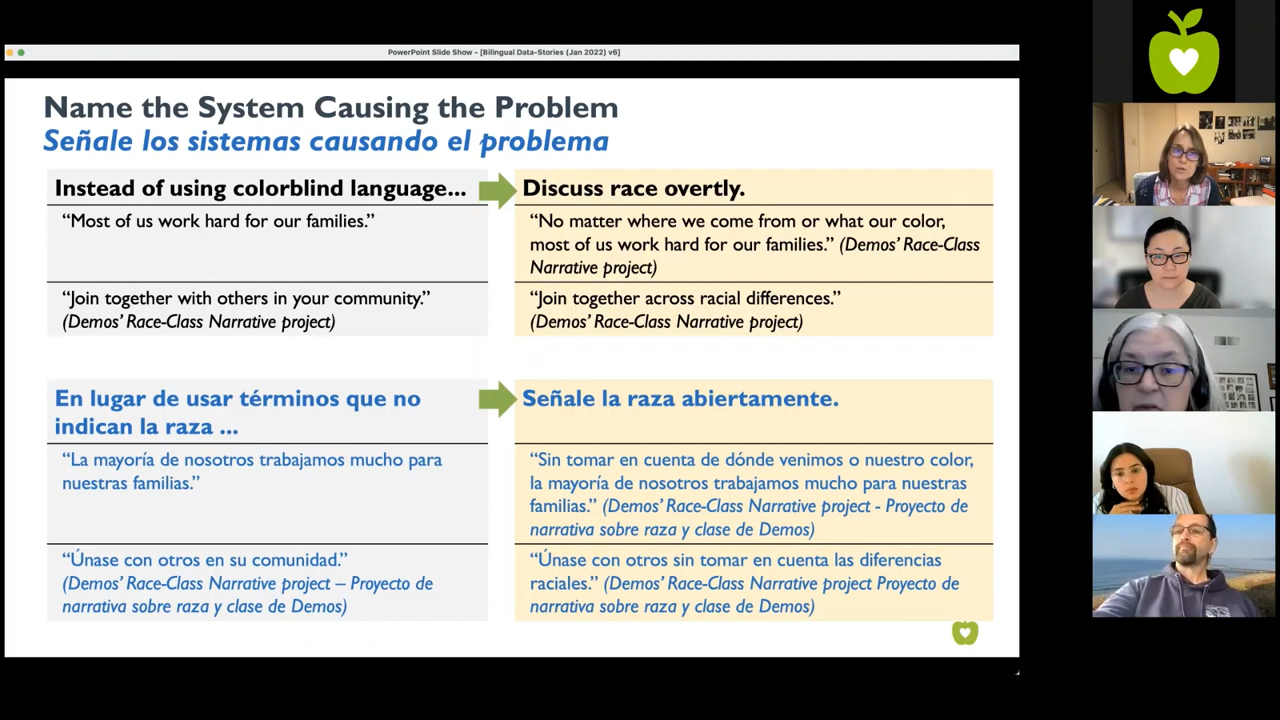 PowerPoint Slide Show - [Bilingual Data-Stories (Jan 2022) v6]
Name the System Causing the Problem
Señale los sistemas causando el problema
Instead of using colorblind language...
Discuss race overtly.
“Most of us work hard for our families.”
“No matter where we come from or what our color,
most of us work hard for our families.” (Demos’ Race-Class
Narrative project)
“Join together with others in your community.”
(Demos’ Race-Class Narrative project)
“Join together across racial differences.”
(Demos’ Race-Class Narrative project)
En lugar de usar términos que no
indican la raza ...
Señale la raza abiertamente.
“La mayoría de nosotros trabajamos mucho para
nuestras familias.”
“Sin tomar en cuenta de dónde venimos o nuestro color,
la mayoría de nosotros trabajamos mucho para nuestras
familias.” (Demos’ Race-Class Narrative project - Proyecto de
narrativa sobre raza y clase de Demos)
“Únase con otros en su comunidad.”
(Demos’ Race-Class Narrative project – Proyecto de
narrativa sobre raza y clase de Demos)
“Únase con otros sin tomar en cuenta las diferencias
raciales.” (Demos’ Race-Class Narrative project Proyecto de
narrativa sobre raza y clase de Demos)